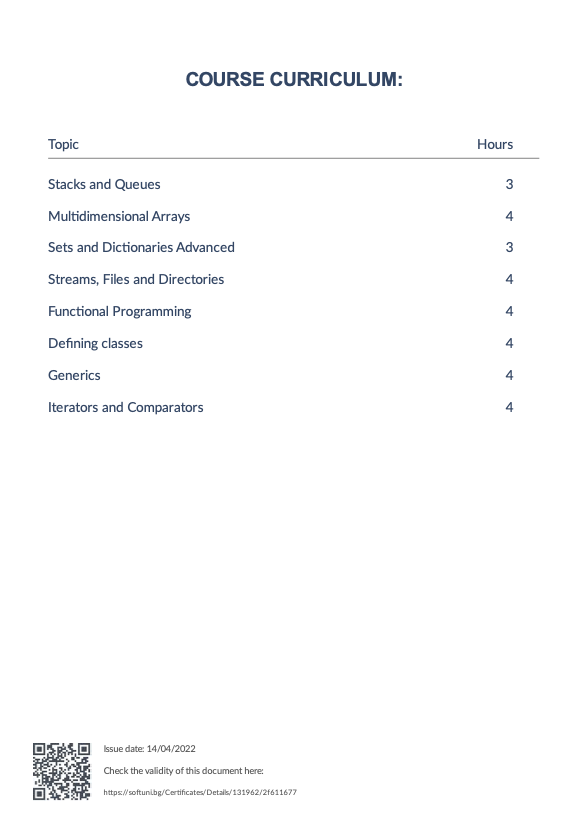 COURSE CURRICULUM:
Topic Hours
Stacks and Queues 3
Multidimensional Arrays 4
Sets and Dictionaries Advanced 3
Streams, Files and Directories 4
Functional Programming 4
Defining classes 4
Generics 4
Iterators and Comparators 4
Issue date: 14/04/2022
Check the validity of this document here:
https://softuni.bg/Certificates/Details/131962/2f611677